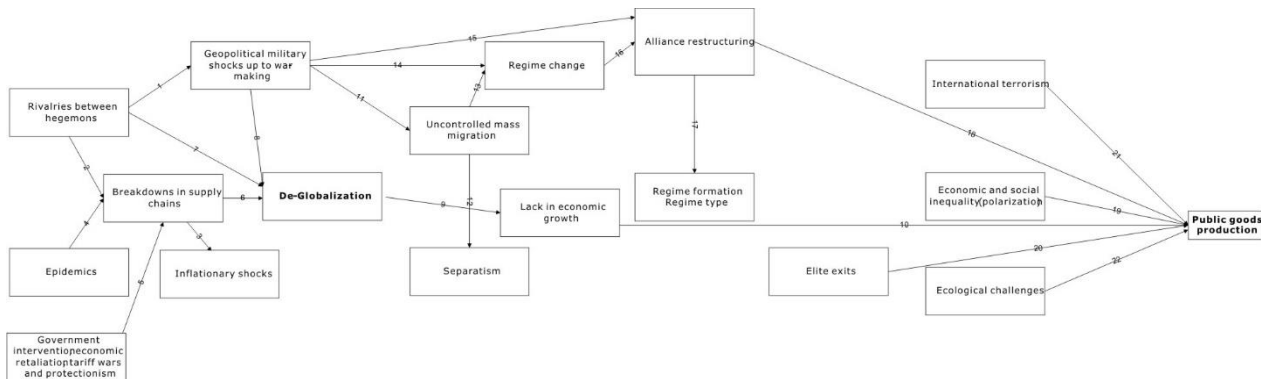 Geopolitical military
shocks up to war
making
15
Alliance restructuring
14
Regime change
16
International terrorism
1
Rivalries between
hegemons
11
13
Uncontrolled mass
migration
8
7
17
18
21
2
Breakdowns in supply
chains
6
De-Globalization
9
12
Lack in economic
growth
Regime formation
Regime type
Economic and social
inequality(polarization)
19
10
Public goods
production
4
3
Epidemics
Inflationary shocks
Separatism
Elite exits
20
Ecological challenges
22
Government
interventioneconomic
retaliationtariff wars
and protectionism